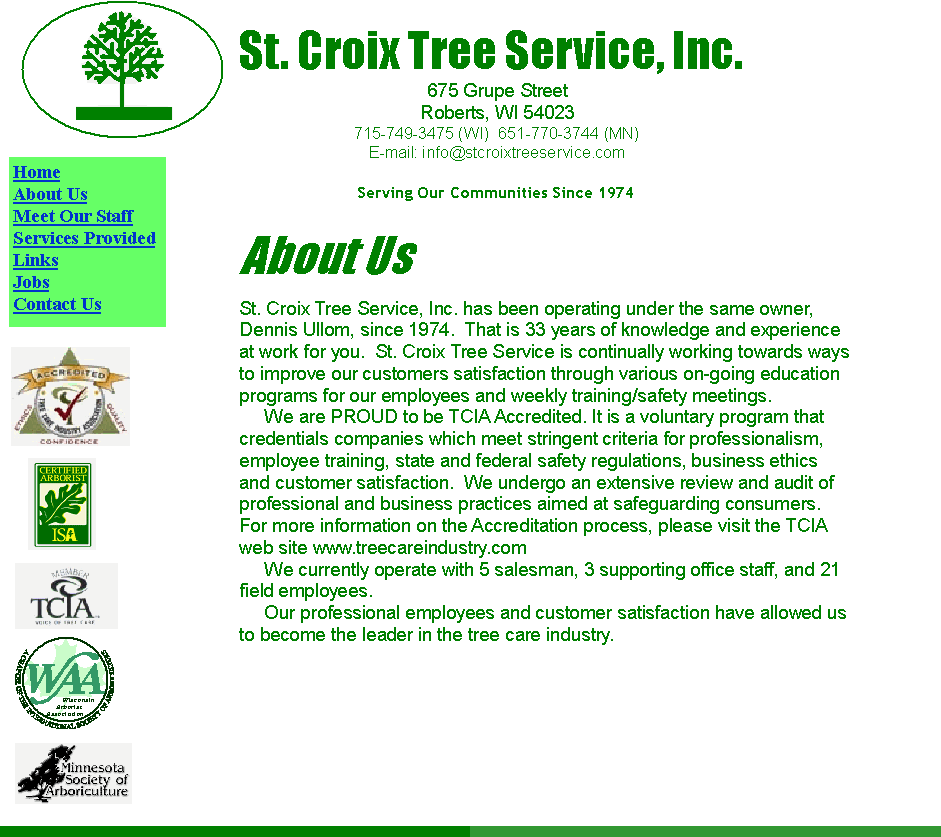 St. Croix Tree Service, Inc.
675 Grupe Street
Roberts, WI 54023
715-749-3475 (WI)  651-770-3744 (MN)
E-mail: info@stcroixtreeservice.com
Serving Our Communities Since 1974
Home
About Us
Meet Our Staff
Services Provided
Links
Jobs
Contact Us
ACCREDITED
TREE CARE INDUSTRY ASSOCIATION
ETHICS
QUALITY
CONFIDENCE
CERTIFIED
ARBORIST
ISA
MEMBER
TCIA
VOICE OF TREE CARE
WAA
Wisconsin
Arborist
Association
Minnesota
Society of
Arboriculture
About Us
St. Croix Tree Service, Inc. has been operating under the same owner,
Dennis Ullom, since 1974.  That is 33 years of knowledge and experience
at work for you.  St. Croix Tree Service is continually working towards ways
to improve our customers satisfaction through various on-going education
programs for our employees and weekly training/safety meetings.
We are PROUD to be TCIA Accredited. It is a voluntary program that
credentials companies which meet stringent criteria for professionalism,
employee training, state and federal safety regulations, business ethics
and customer satisfaction.  We undergo an extensive review and audit of
professional and business practices aimed at safeguarding consumers.
For more information on the Accreditation process, please visit the TCIA
web site www.treecareindustry.com
We currently operate with 5 salesman, 3 supporting office staff, and 21
field employees.
Our professional employees and customer satisfaction have allowed us
to become the leader in the tree care industry.